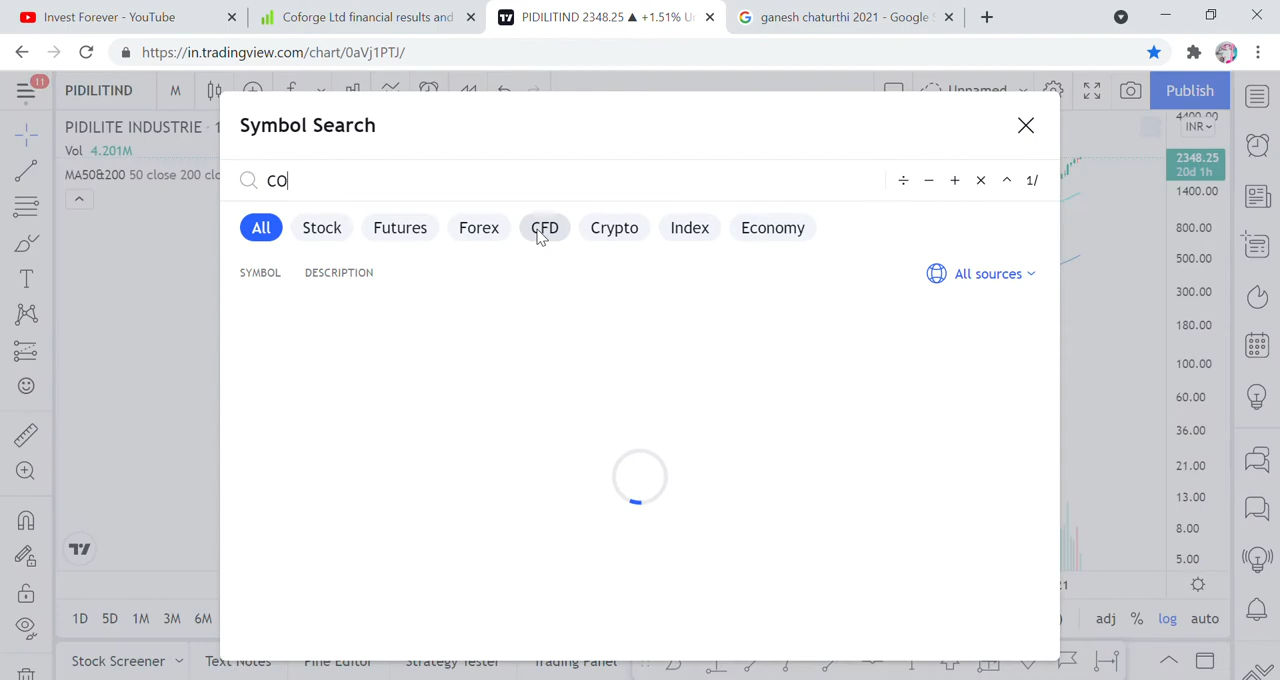 Invest Forever - YouTube
Coforge Ltd financial results and
PIDILITIND 2348.25 ▲ +1.51%
ganesh chaturthi 2021 - Google
https://in.tradingview.com/chart/0aVj1PTJ/
11
PIDILITIND M
Unnamed
Publish
PIDILITE INDUSTRIE · 1
Vol 4.201M
MA50&200 50 close 200 clo
Symbol Search
CO
÷ - + × ^ 1/
All Stock Futures Forex CFD Crypto Index Economy
SYMBOL DESCRIPTION
All sources
INR
2348.25
20d 1h
1400.00
800.00
500.00
300.00
180.00
100.00
60.00
36.00
21.00
13.00
8.00
5.00
1D 5D 1M 3M 6M
adj % log auto
Stock Screener Text Notes Pine Editor Strategy Tester Trading Panel